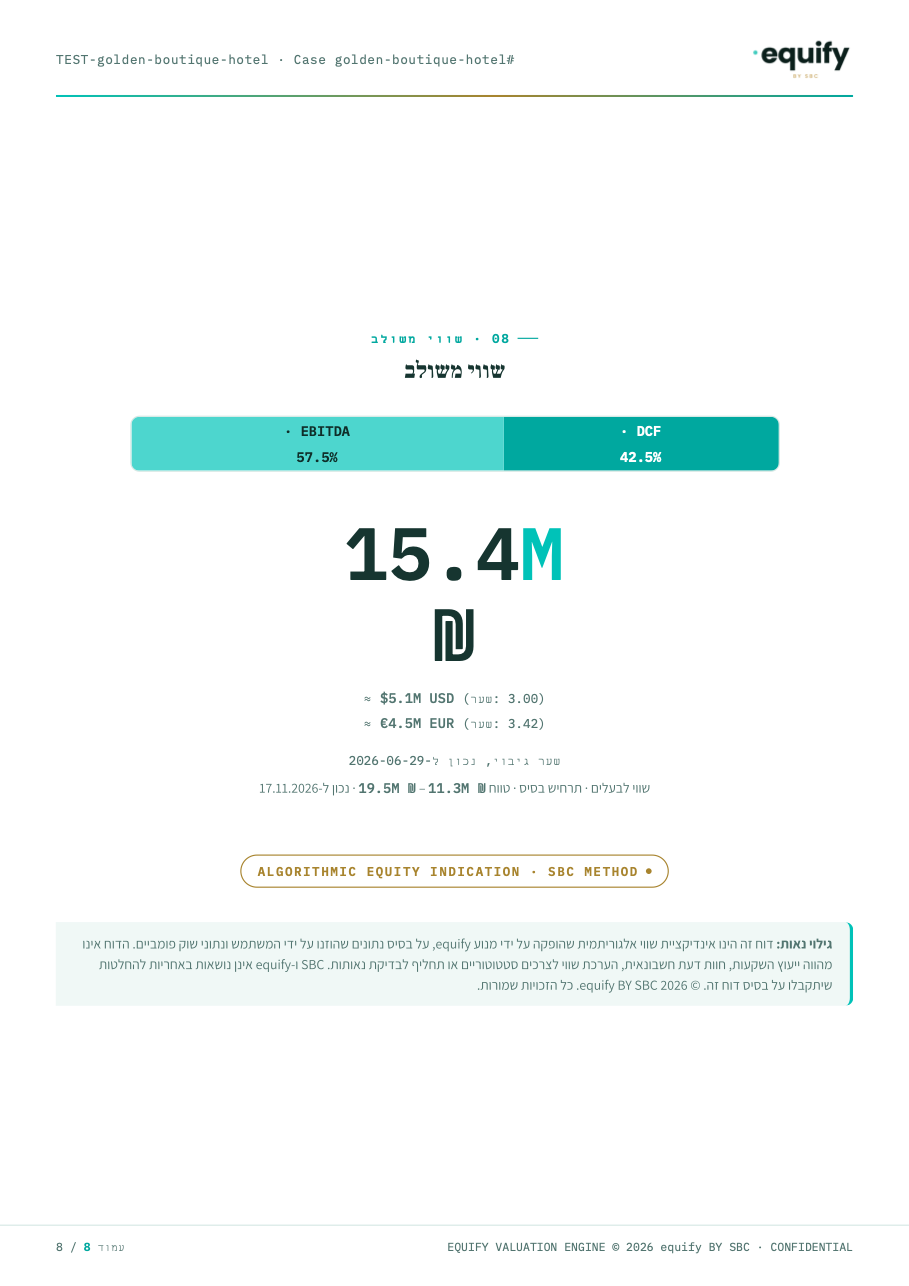 TEST-golden-boutique-hotel · Case golden-boutique-hotel#
equify
BY SBC
08 · שווי משולב
שווי משולב
· EBITDA
57.5%
· DCF
42.5%
15.4M
₪
≈ $5.1M USD (שער: 3.00)
≈ €4.5M EUR (שער: 3.42)
שער גיבוי, נכון ל-2026-06-29
שווי לבעלים · תרחיש בסיס · טווח ₪ 11.3M – ₪ 19.5M · נכון ל-17.11.2026
ALGORITHMIC EQUITY INDICATION · SBC METHOD ●
גילוי נאות: דוח זה הינו אינדיקציית שווי אלגוריתמית שהופקה על ידי מנוע equify, על בסיס נתונים שהוזנו על ידי המשתמש ונתוני שוק פומביים. הדוח אינו
מהווה ייעוץ השקעות, חוות דעת חשבונאית, הערכת שווי לצרכים סטטוטוריים או תחליף לבדיקת נאותות. SBC ו-equify אינן נושאות באחריות להחלטות
שיתקבלו על בסיס דוח זה. © 2026 equify BY SBC. כל הזכויות שמורות.
עמוד 8 / 8
EQUIFY VALUATION ENGINE © 2026 equify BY SBC · CONFIDENTIAL